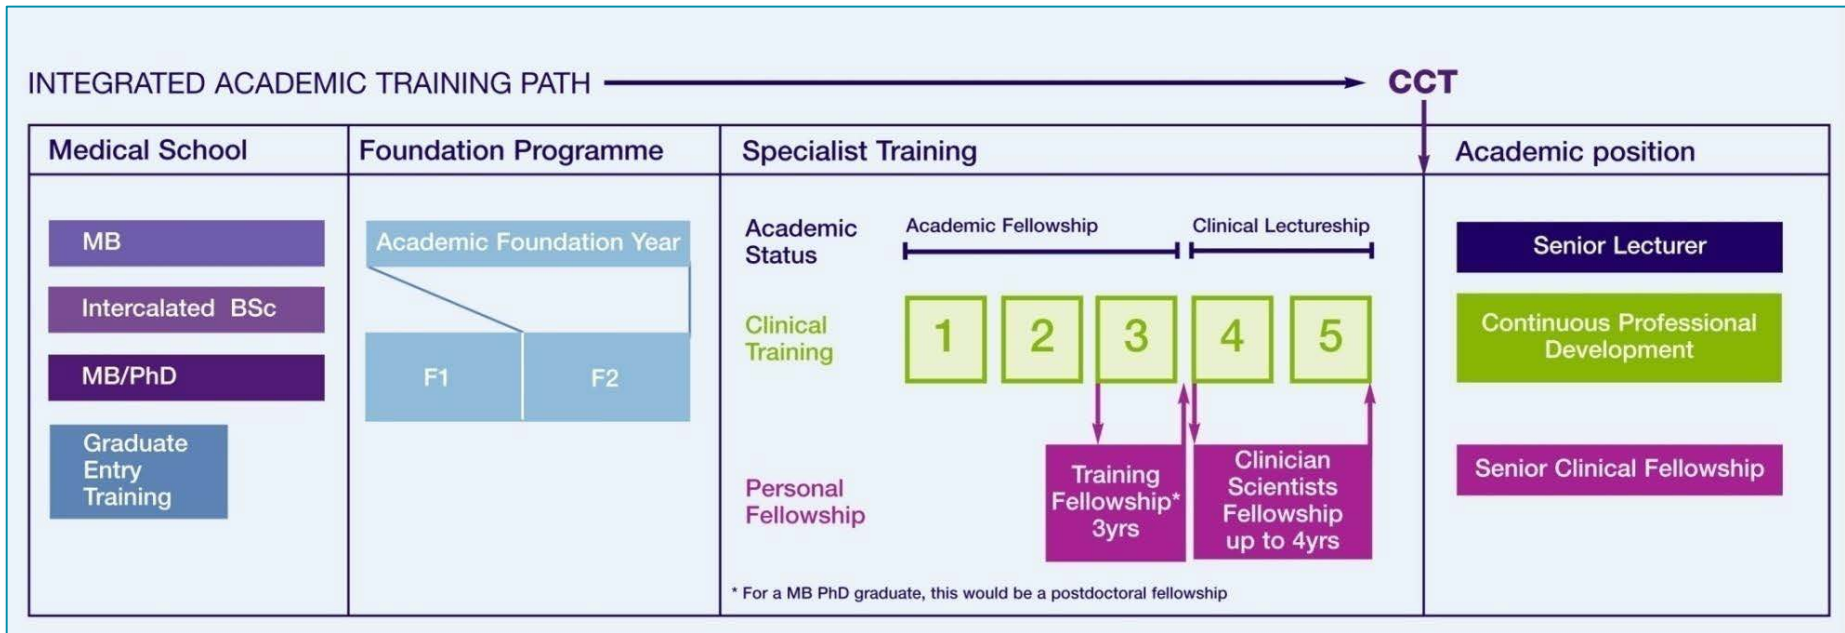 INTEGRATED ACADEMIC TRAINING PATH
CCT
Medical School
Foundation Programme
Specialist Training
Academic position
MB
Intercalated BSc
MB/PhD
Graduate
Entry
Training
Academic Foundation Year
F1
F2
Academic
Status
Academic Fellowship
Clinical Lectureship
Clinical
Training
1
2
3
4
5
Personal
Fellowship
Training
Fellowship*
3yrs
Clinician
Scientists
Fellowship
up to 4yrs
* For a MB PhD graduate, this would be a postdoctoral fellowship
Senior Lecturer
Continuous Professional
Development
Senior Clinical Fellowship